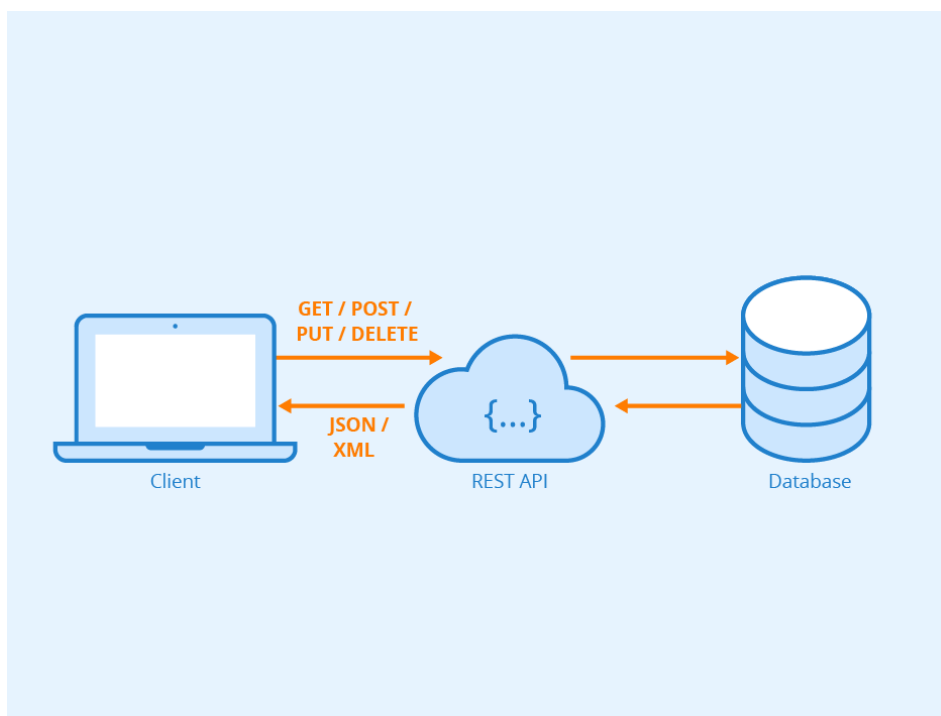 GET / POST /
PUT / DELETE
JSON /
XML
{...}
Client
REST API
Database